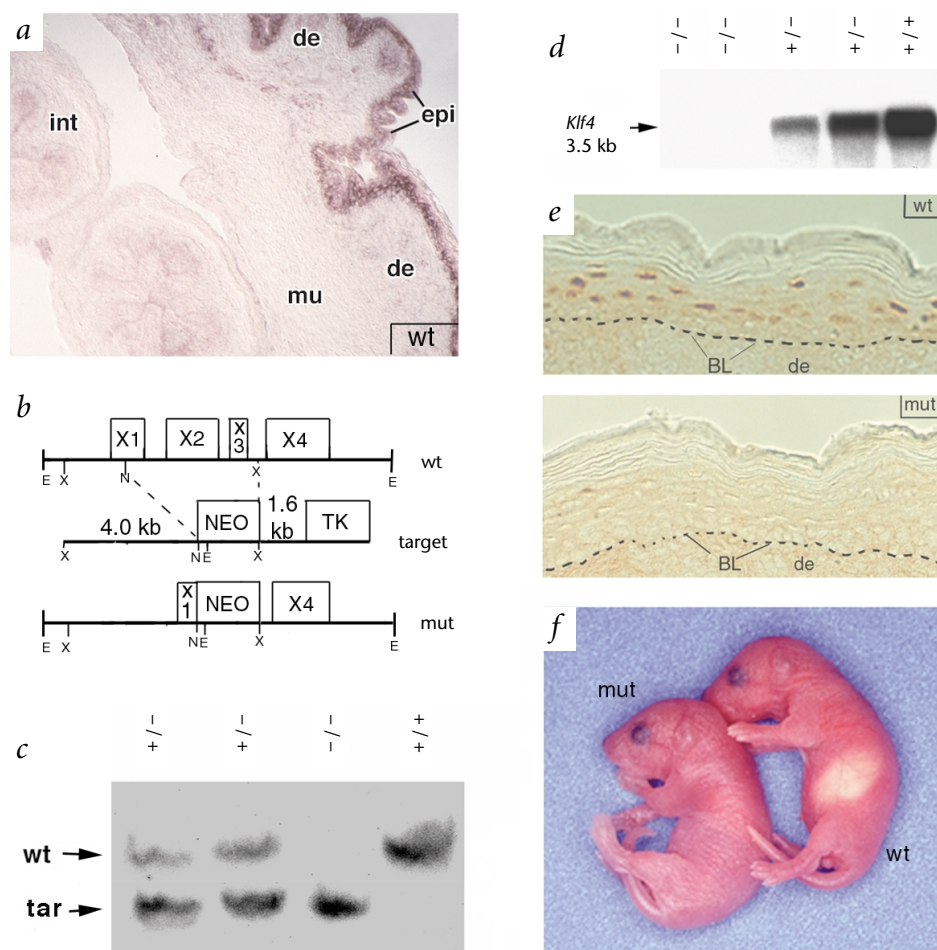 a
de
epi
int
de
mu
wt
b
X1 X2 X 3 X4
wt
E X N X E
4.0 kb NEO 1.6 kb TK
target
X N E X
X 1 NEO X4
mut
E X N E X E
c
+/– +/– –/– +/+
wt
tar
d
–/– –/– +/– +/– +/+
Klf4
3.5 kb
e
wt
BL de
mut
BL de
f
mut
wt